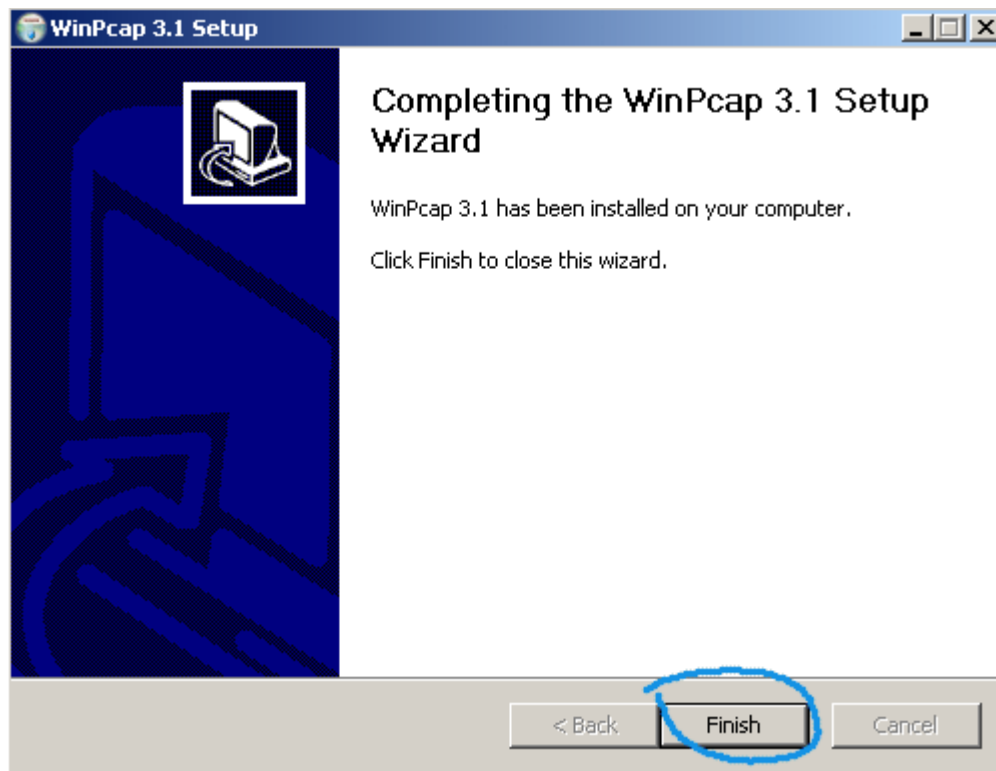 WinPcap 3.1 Setup
Completing the WinPcap 3.1 Setup
Wizard
WinPcap 3.1 has been installed on your computer.
Click Finish to close this wizard.
< Back
Finish
Cancel